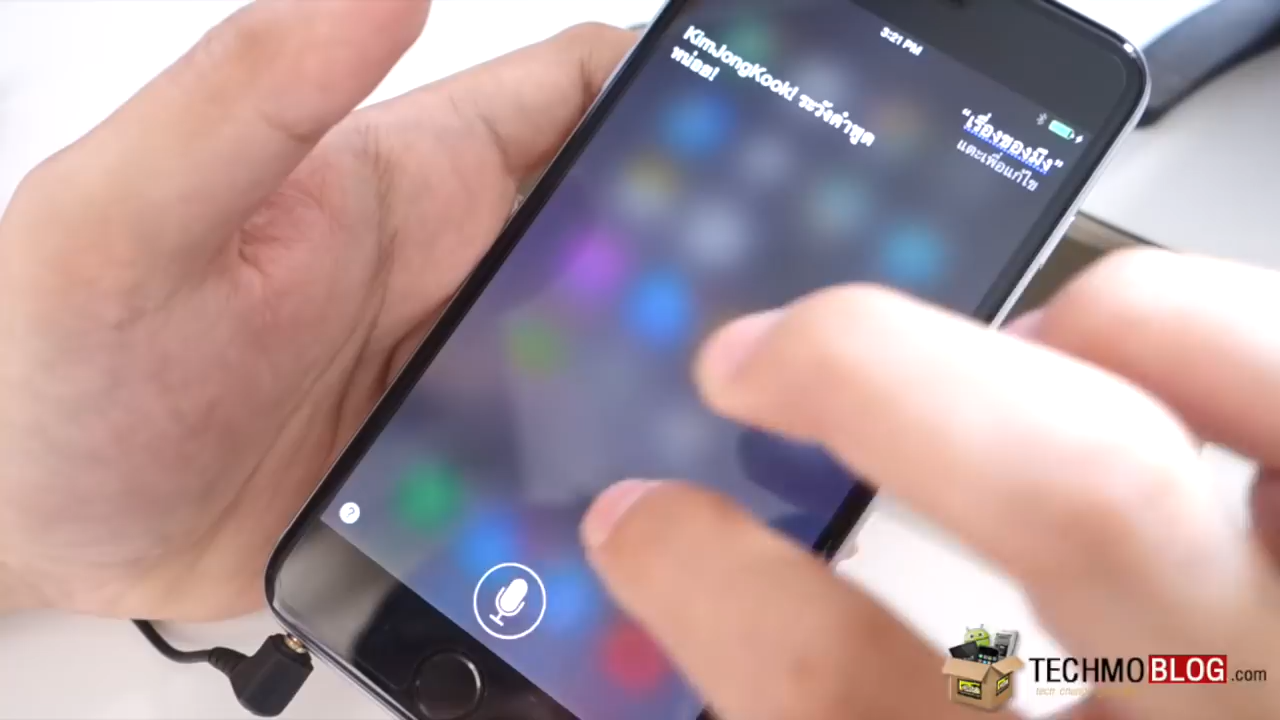 3:21 PM
“เรื่องของมึง”
แตะเพื่อแก้ไข
KimJongKook! ระวังคำพูด
หน่อย!
?
TECHMOBLOG.com